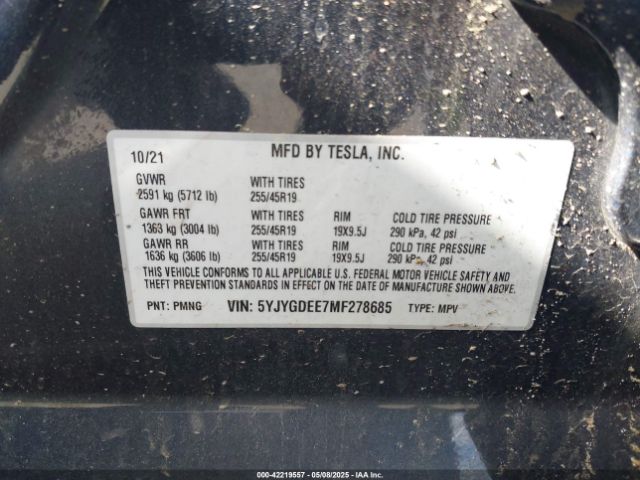 10/21 MFD BY TESLA, INC.
GVWR WITH TIRES
2591 kg (5712 lb) 255/45R19
GAWR FRT WITH TIRES RIM COLD TIRE PRESSURE
1363 kg (3004 lb) 255/45R19 19X9.5J 290 kPa, 42 psi
GAWR RR WITH TIRES RIM COLD TIRE PRESSURE
1636 kg (3606 lb) 255/45R19 19X9.5J 290 kPa, 42 psi
THIS VEHICLE CONFORMS TO ALL APPLICABLE U.S. FEDERAL MOTOR VEHICLE SAFETY AND
THEFT PREVENTION STANDARDS IN EFFECT ON THE DATE OF MANUFACTURE SHOWN ABOVE.
PNT: PMNG VIN: 5YJYGDEE7MF278685 TYPE: MPV
000-42219557 - 05/08/2025 - IAA Inc.